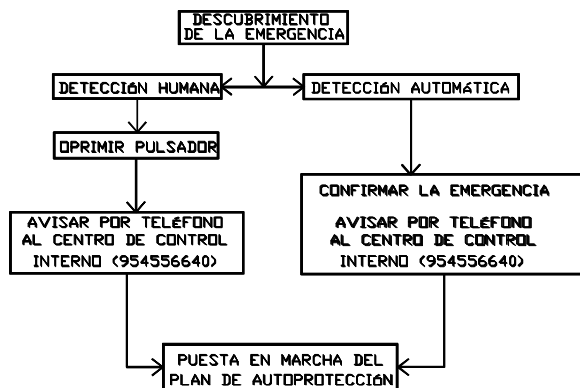 DESCUBRIMIENTO
DE LA EMERGENCIA
DETECCIÓN HUMANA
DETECCIÓN AUTOMÁTICA
OPRIMIR PULSADOR
CONFIRMAR LA EMERGENCIA
AVISAR POR TELÉFONO
AL CENTRO DE CONTROL
INTERNO (954556640)
AVISAR POR TELÉFONO
AL CENTRO DE CONTROL
INTERNO (954556640)
PUESTA EN MARCHA DEL
PLAN DE AUTOPROTECCIÓN